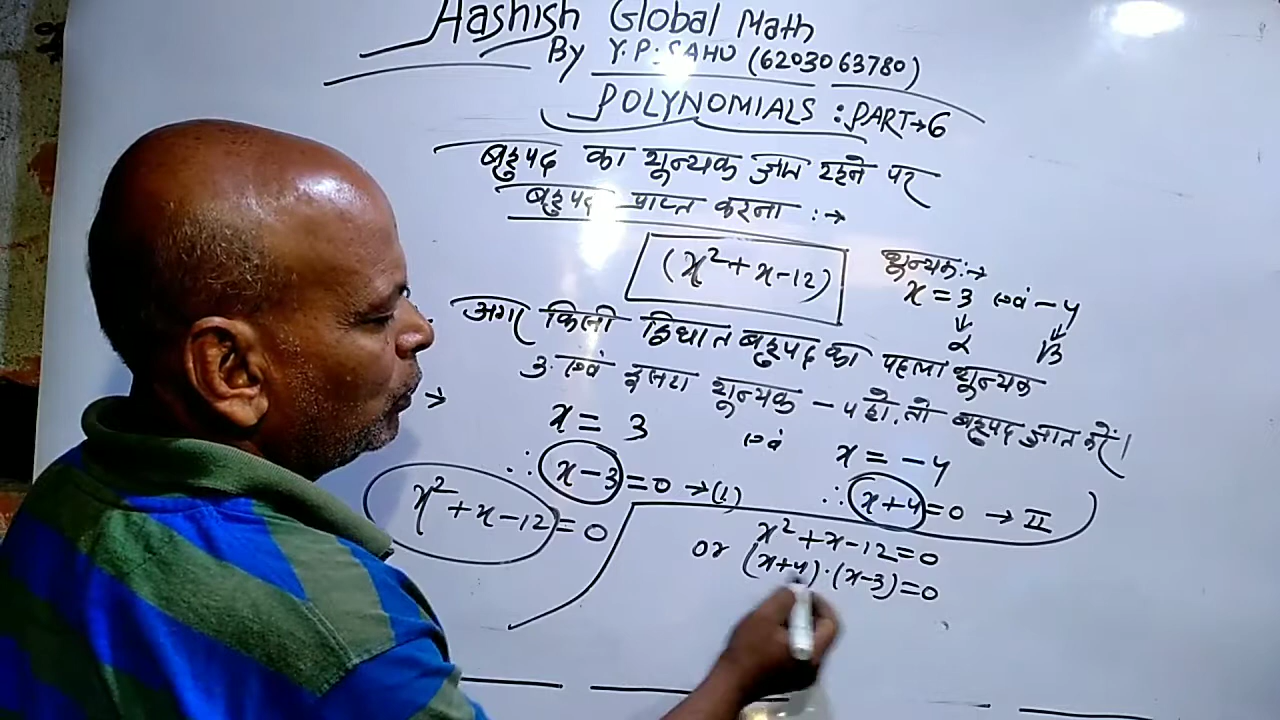 Aashish Global Math
By Y.P. SAHU (6203063780)
POLYNOMIALS : PART→6
बहुपद का शून्यक ज्ञात रहने पर
बहुपद प्राप्त करना :→
(x²+x-12)
शून्यक:→
x = 3 एवं -4
α β
अगर किसी द्विघात बहुपद का पहला शून्यक
3 एवं दूसरा शून्यक -4 हो, तो बहुपद ज्ञात करें।
→ x = 3 एवं x = -4
∴ x-3=0 →(1) ∴ x+4=0 → II
x²+x-12=0
x²+x-12=0
or (x+4)·(x-3)=0